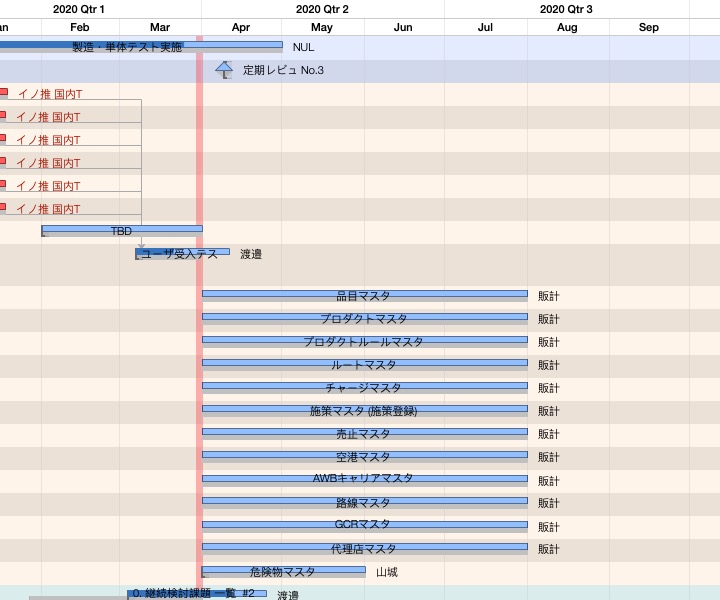 2020 Qtr 1 2020 Qtr 2 2020 Qtr 3
Feb Mar Apr May Jun Jul Aug Sep
製造・単体テスト実施 NUL
定期レビュ No.3
イノ推 国内T
イノ推 国内T
イノ推 国内T
イノ推 国内T
イノ推 国内T
イノ推 国内T
TBD
ユーザ受入テス 渡邉
品目マスタ 販計
プロダクトマスタ 販計
プロダクトルールマスタ 販計
ルートマスタ 販計
チャージマスタ 販計
施策マスタ (施策登録) 販計
売止マスタ 販計
空港マスタ 販計
AWBキャリアマスタ 販計
路線マスタ 販計
GCRマスタ 販計
代理店マスタ 販計
危険物マスタ 山城
0. 継続検討課題 一覧 #2 渡邉